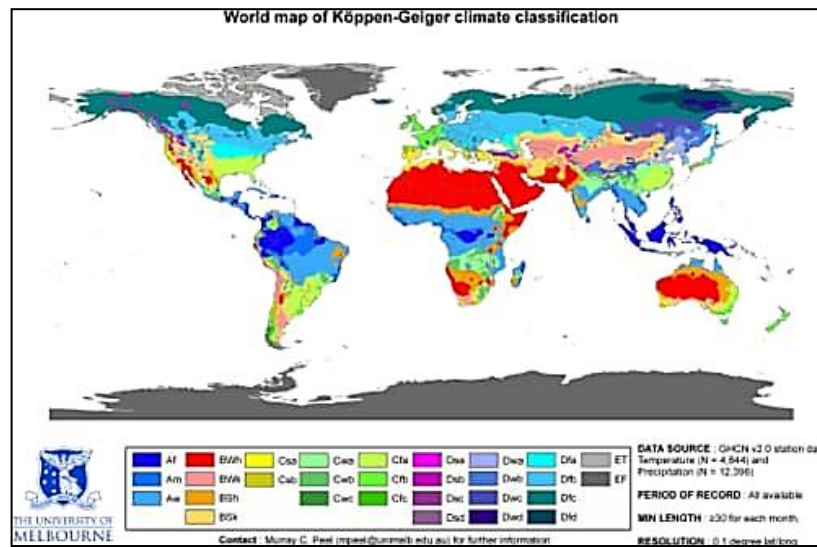 World map of Köppen-Geiger climate classification
Af BWh Csa Cwa Cfa Dsa Dwa Dfa ET
Am BWk Csb Cwb Cfb Dsb Dwb Dfb EF
Aw BSh Cwc Cfc Dsc Dwc Dfc
BSk Dsd Dwd Dfd
DATA SOURCE : GHCN v2.0 station da
Temperature (N = 4,844) and
Precipitation (N = 12,396)
PERIOD OF RECORD : All available
MIN LENGTH : ≥30 for each month.
RESOLUTION : 0.1 degree lat/long
THE UNIVERSITY OF
MELBOURNE
Contact : Murray C. Peel (mpeel@unimelb.edu.au) for further information